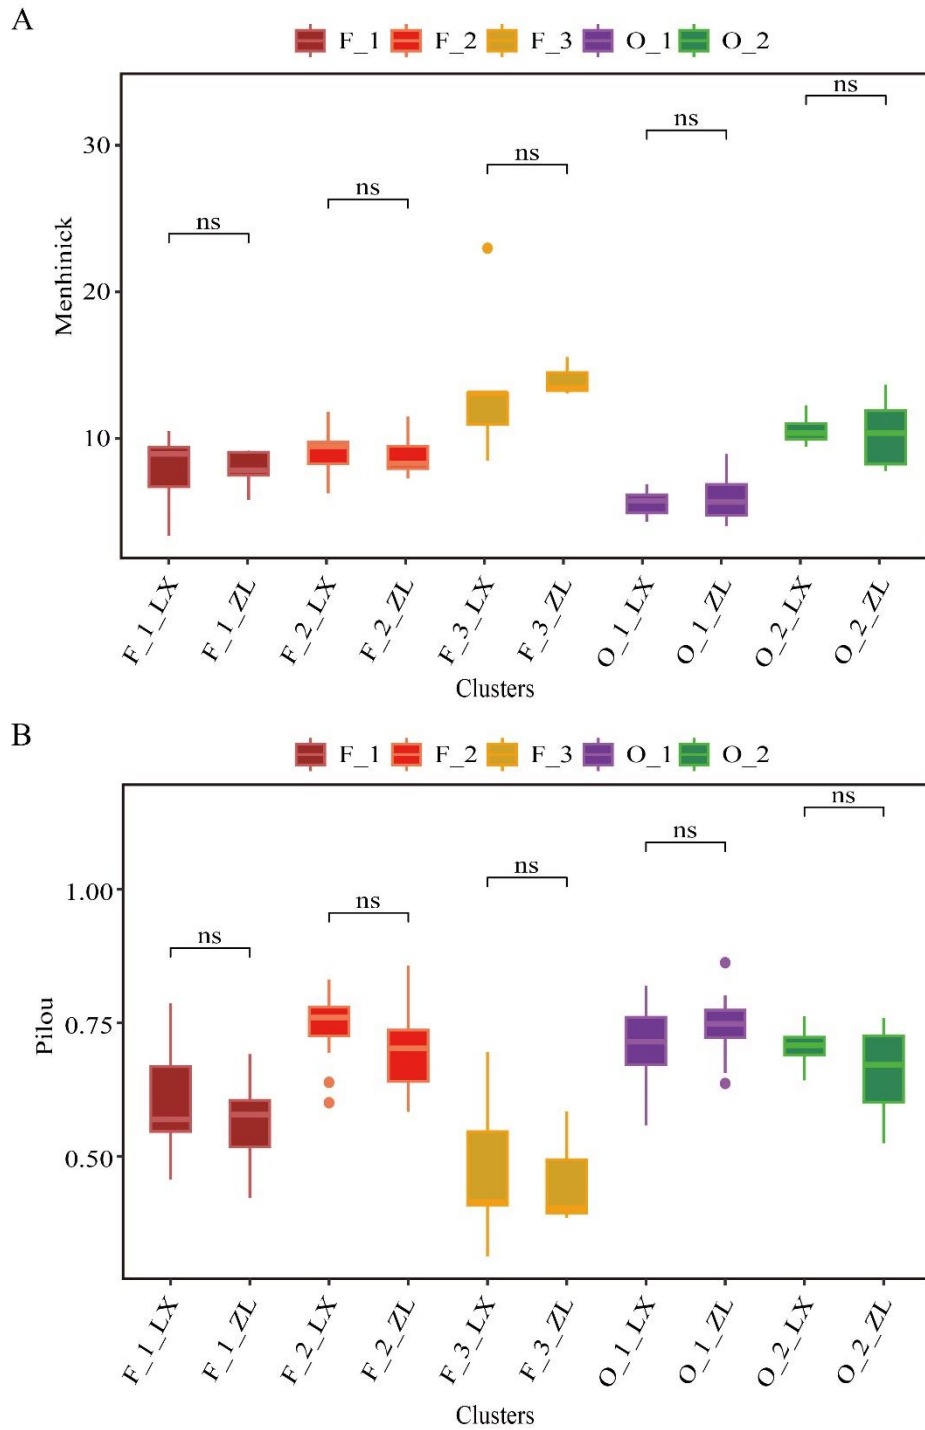 A
F_1 F_2 F_3 O_1 O_2
ns
ns
ns
ns
ns
30
20
10
Menhinick
F_1_LX F_1_ZL F_2_LX F_2_ZL F_3_LX F_3_ZL O_1_LX O_1_ZL O_2_LX O_2_ZL
Clusters
B
F_1 F_2 F_3 O_1 O_2
ns
ns
ns
ns
ns
1.00
0.75
0.50
Pilou
F_1_LX F_1_ZL F_2_LX F_2_ZL F_3_LX F_3_ZL O_1_LX O_1_ZL O_2_LX O_2_ZL
Clusters